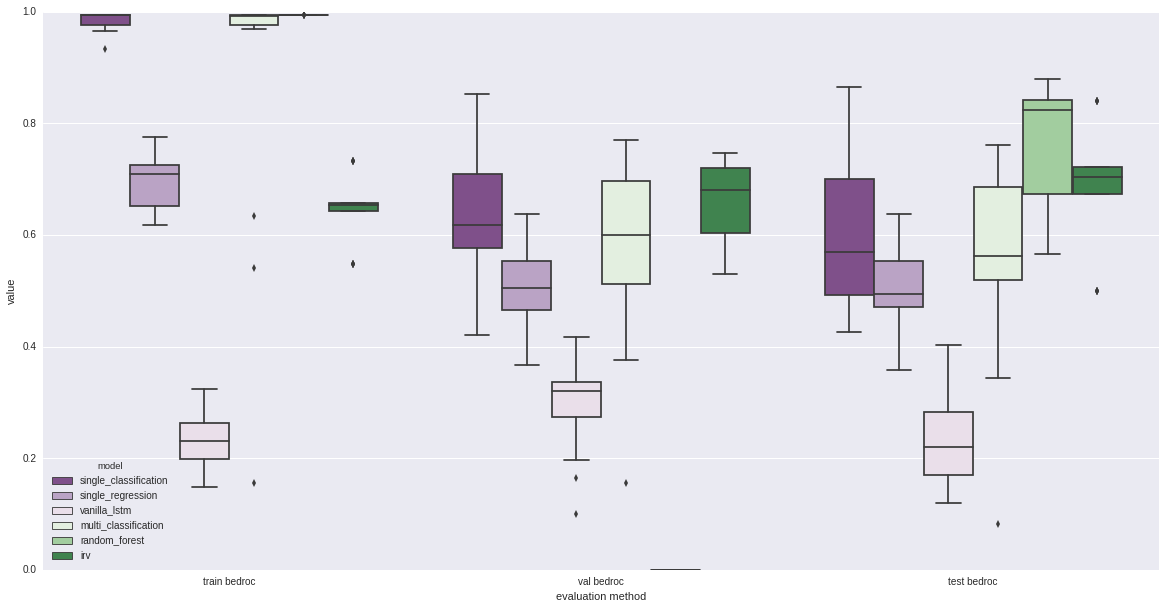 1.0
0.8
0.6
0.4
0.2
0.0
value
model
single_classification
single_regression
vanilla_lstm
multi_classification
random_forest
irv
train bedroc
val bedroc
test bedroc
evaluation method